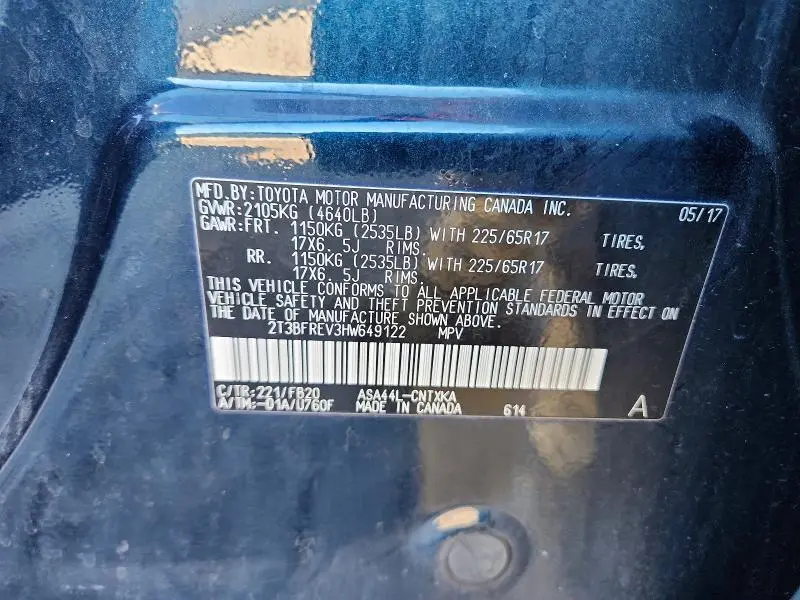 MFD.BY:TOYOTA MOTOR MANUFACTURING CANADA INC.
GVWR:2105KG (4640LB) 05/17
GAWR:FRT. 1150KG (2535LB) WITH 225/65R17 TIRES,
17X6.5J RIMS.
RR. 1150KG (2535LB) WITH 225/65R17 TIRES,
17X6.5J RIMS.
THIS VEHICLE CONFORMS TO ALL APPLICABLE FEDERAL MOTOR
VEHICLE SAFETY AND THEFT PREVENTION STANDARDS IN EFFECT ON
THE DATE OF MANUFACTURE SHOWN ABOVE.
2T3BFREV3HW649122 MPV
C/TR:221/FB20 ASA44L-CNTXKA
A/TM:-01A/U760F MADE IN CANADA 614 A